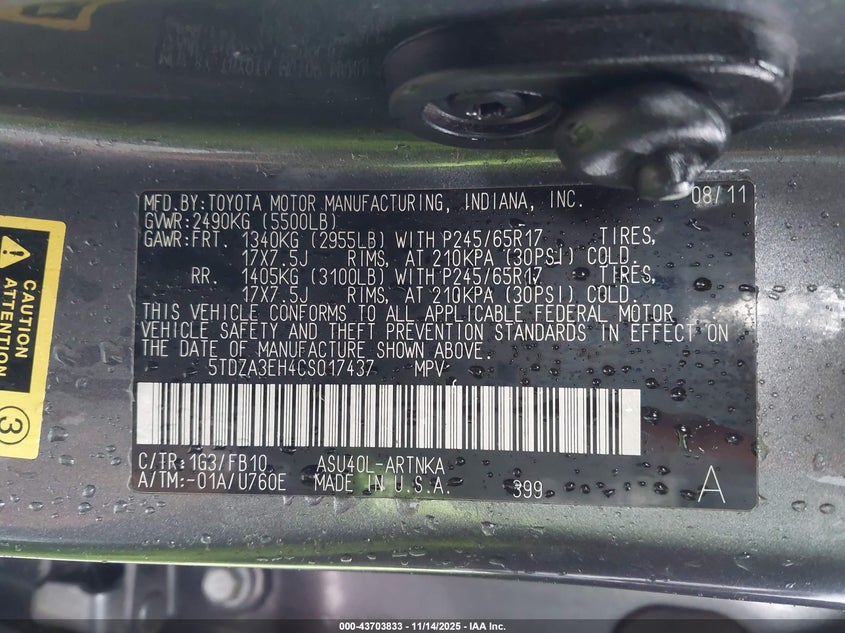 MFD.BY:TOYOTA MOTOR MANUFACTURING, INDIANA, INC. 08/11
GVWR:2490KG (5500LB)
GAWR:FRT. 1340KG (2955LB) WITH P245/65R17 TIRES,
17X7.5J RIMS, AT 210KPA (30PSI) COLD.
RR. 1405KG (3100LB) WITH P245/65R17 TIRES,
17X7.5J RIMS, AT 210KPA (30PSI) COLD.
THIS VEHICLE CONFORMS TO ALL APPLICABLE FEDERAL MOTOR
VEHICLE SAFETY AND THEFT PREVENTION STANDARDS IN EFFECT ON
THE DATE OF MANUFACTURE SHOWN ABOVE.
5TDZA3EH4CS017437 MPV
C/TR:1G3/FB10 ASU40L-ARTNKA
A/TM:-01A/U760E MADE IN U.S.A. 399 A
CAUTION
ATTENTION
3
000-43703833 - 11/14/2025 - IAA Inc.